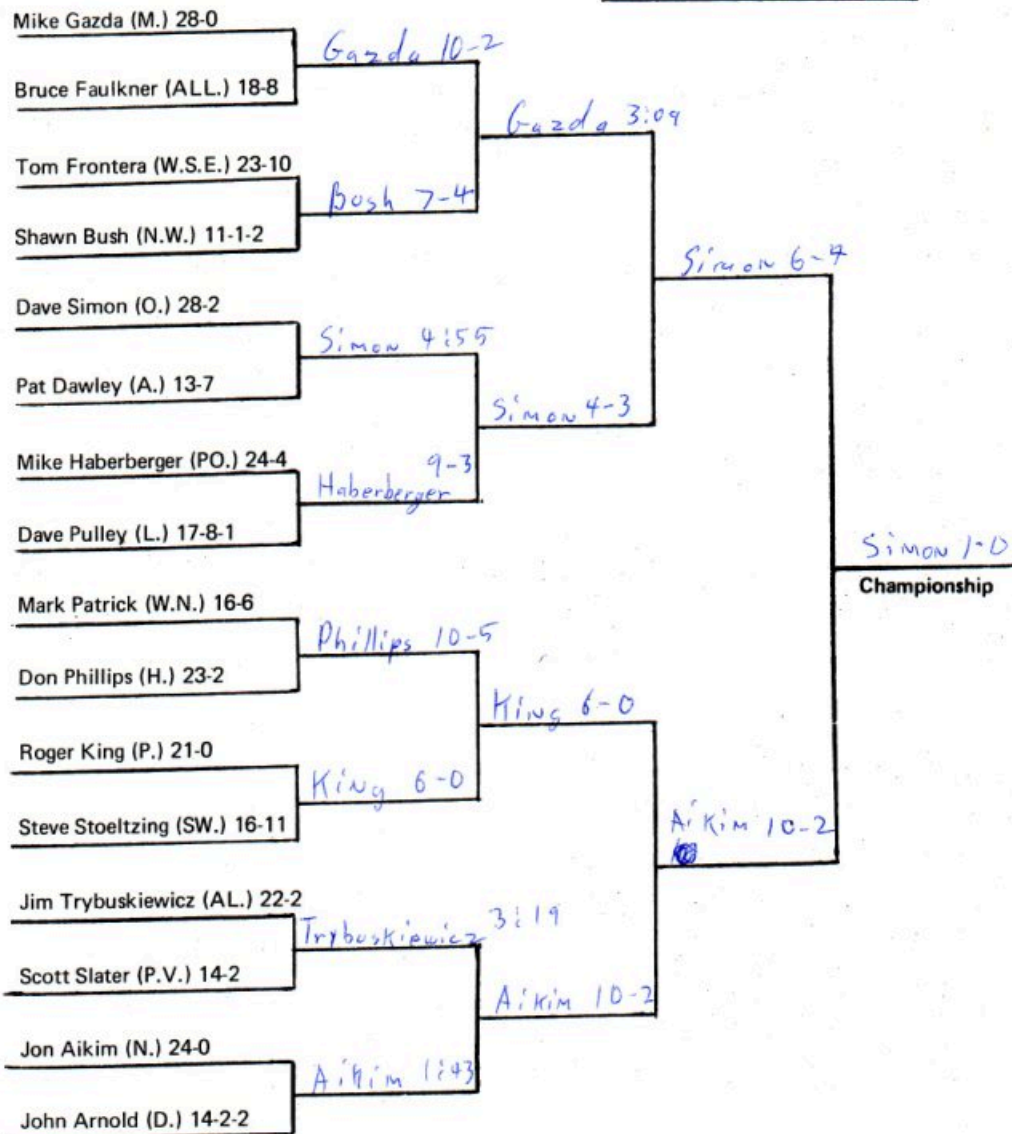 Mike Gazda (M.) 28-0
Gazda 10-2
Bruce Faulkner (ALL.) 18-8
Gazda 3:09
Tom Frontera (W.S.E.) 23-10
Bush 7-4
Shawn Bush (N.W.) 11-1-2
Simon 6-4
Dave Simon (O.) 28-2
Simon 4:55
Pat Dawley (A.) 13-7
Simon 4-3
Mike Haberberger (PO.) 24-4
9-3
Haberberger
Dave Pulley (L.) 17-8-1
Simon 1-0
Championship
Mark Patrick (W.N.) 16-6
Phillips 10-5
Don Phillips (H.) 23-2
King 6-0
Roger King (P.) 21-0
King 6-0
Steve Stoeltzing (SW.) 16-11
Aikim 10-2
Jim Trybuskiewicz (AL.) 22-2
Trybuskiewicz 3:19
Scott Slater (P.V.) 14-2
Aikim 10-2
Jon Aikim (N.) 24-0
Aikim 1:43
John Arnold (D.) 14-2-2